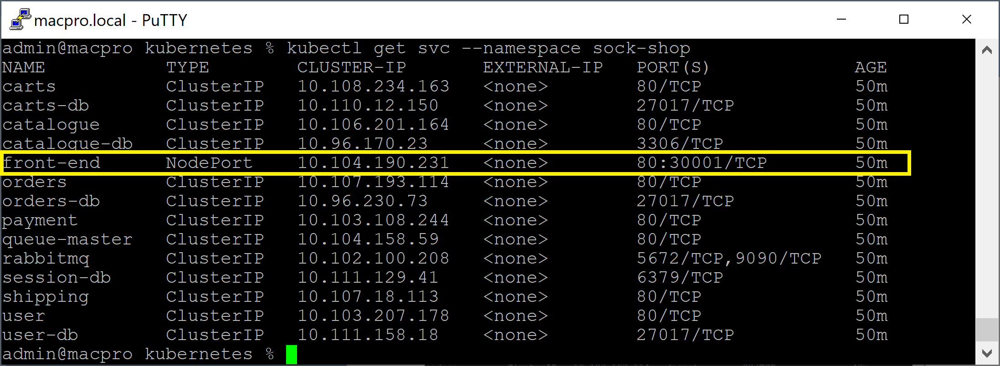 macpro.local - PuTTY
admin@macpro kubernetes % kubectl get svc --namespace sock-shop
NAME TYPE CLUSTER-IP EXTERNAL-IP PORT(S) AGE
carts ClusterIP 10.108.234.163 <none> 80/TCP 50m
carts-db ClusterIP 10.110.12.150 <none> 27017/TCP 50m
catalogue ClusterIP 10.106.201.164 <none> 80/TCP 50m
catalogue-db ClusterIP 10.96.170.23 <none> 3306/TCP 50m
front-end NodePort 10.104.190.231 <none> 80:30001/TCP 50m
orders ClusterIP 10.107.193.114 <none> 80/TCP 50m
orders-db ClusterIP 10.96.230.73 <none> 27017/TCP 50m
payment ClusterIP 10.103.108.244 <none> 80/TCP 50m
queue-master ClusterIP 10.104.158.59 <none> 80/TCP 50m
rabbitmq ClusterIP 10.102.100.208 <none> 5672/TCP,9090/TCP 50m
session-db ClusterIP 10.111.129.41 <none> 6379/TCP 50m
shipping ClusterIP 10.107.18.113 <none> 80/TCP 50m
user ClusterIP 10.103.207.178 <none> 80/TCP 50m
user-db ClusterIP 10.111.158.18 <none> 27017/TCP 50m
admin@macpro kubernetes %